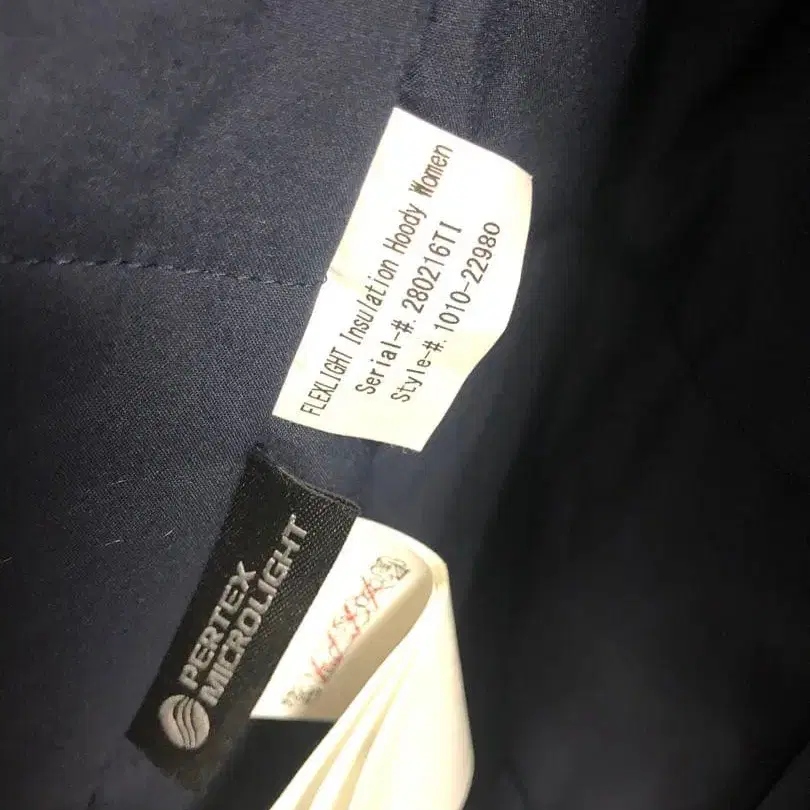 FLEXLIGHT Insulation Hoody Women
Serial-#. 280216TI
Style-#. 1010-22980
PERTEX
MICROLIGHT